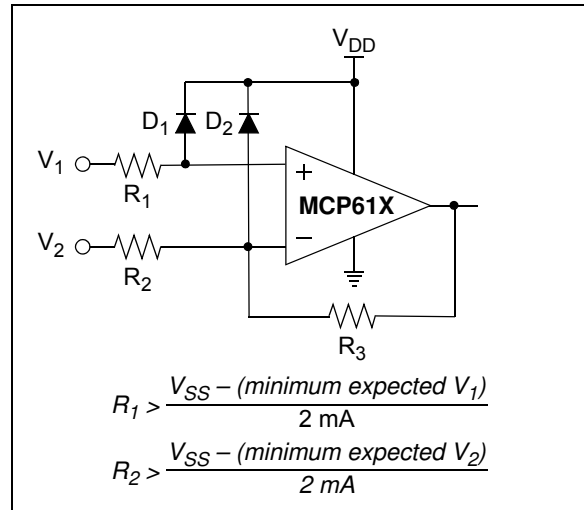 V_DD
D_1 D_2
V_1
R_1
+
MCP61X
V_2
R_2
–
R_3
R_1 > V_SS – (minimum expected V_1) / 2 mA
R_2 > V_SS – (minimum expected V_2) / 2 mA